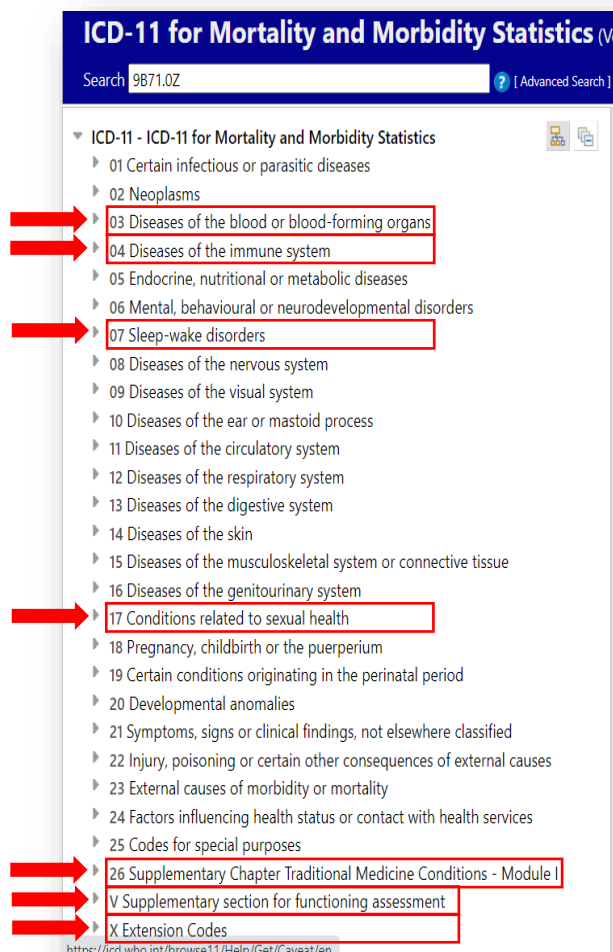 ICD-11 for Mortality and Morbidity Statistics (V
Search 9B71.0Z ? [ Advanced Search ]
ICD-11 - ICD-11 for Mortality and Morbidity Statistics
01 Certain infectious or parasitic diseases
02 Neoplasms
03 Diseases of the blood or blood-forming organs
04 Diseases of the immune system
05 Endocrine, nutritional or metabolic diseases
06 Mental, behavioural or neurodevelopmental disorders
07 Sleep-wake disorders
08 Diseases of the nervous system
09 Diseases of the visual system
10 Diseases of the ear or mastoid process
11 Diseases of the circulatory system
12 Diseases of the respiratory system
13 Diseases of the digestive system
14 Diseases of the skin
15 Diseases of the musculoskeletal system or connective tissue
16 Diseases of the genitourinary system
17 Conditions related to sexual health
18 Pregnancy, childbirth or the puerperium
19 Certain conditions originating in the perinatal period
20 Developmental anomalies
21 Symptoms, signs or clinical findings, not elsewhere classified
22 Injury, poisoning or certain other consequences of external causes
23 External causes of morbidity or mortality
24 Factors influencing health status or contact with health services
25 Codes for special purposes
26 Supplementary Chapter Traditional Medicine Conditions - Module I
V Supplementary section for functioning assessment
X Extension Codes
https://icd.who.int/browse11/Help/Get/Caveat/en